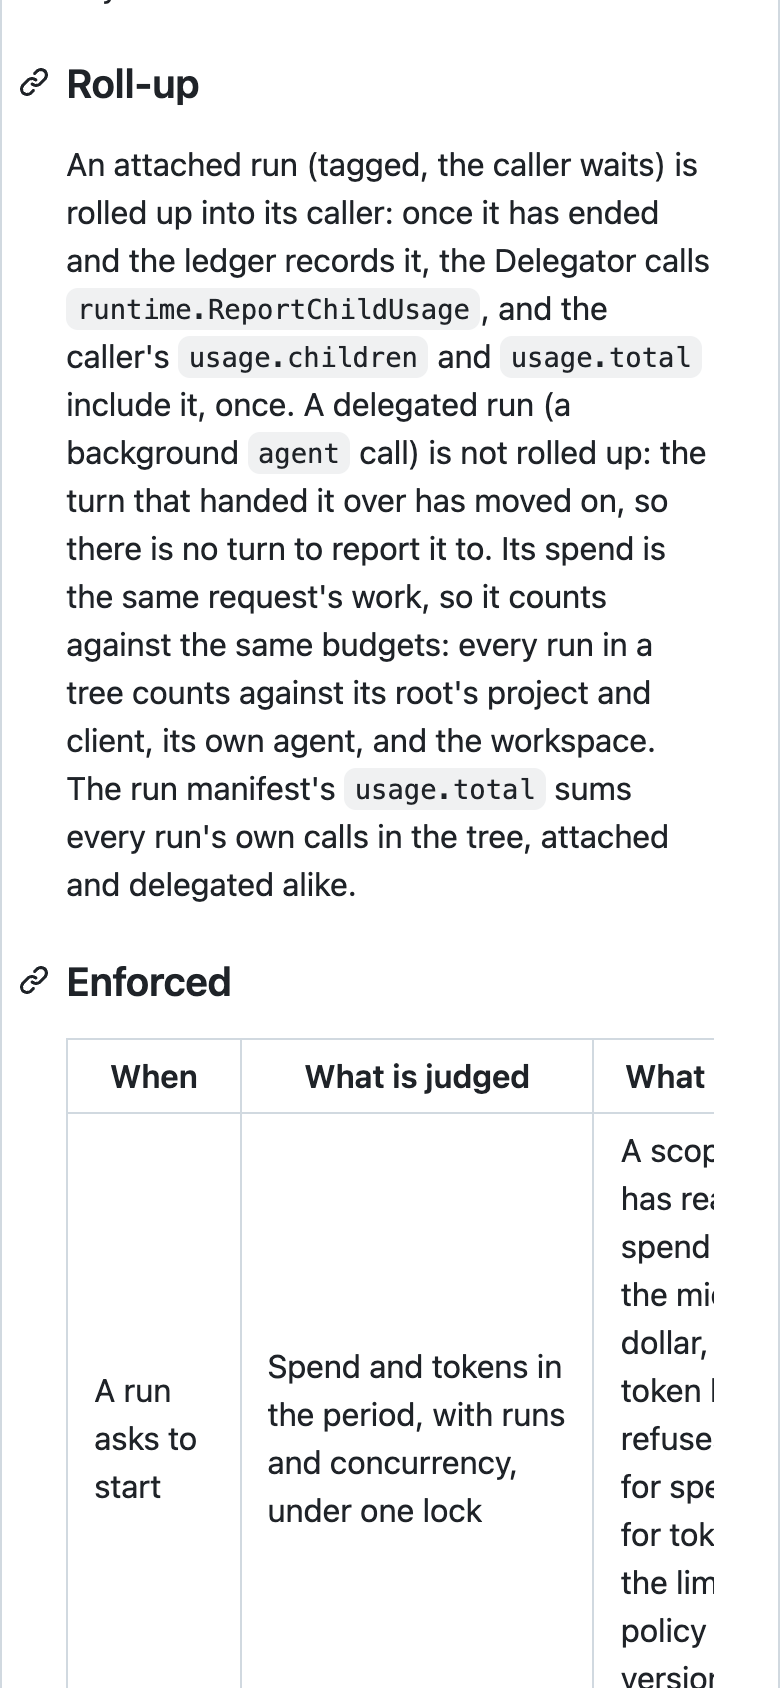 Roll-up
An attached run (tagged, the caller waits) is
rolled up into its caller: once it has ended
and the ledger records it, the Delegator calls
runtime.ReportChildUsage, and the
caller's usage.children and usage.total
include it, once. A delegated run (a
background agent call) is not rolled up: the
turn that handed it over has moved on, so
there is no turn to report it to. Its spend is
the same request's work, so it counts
against the same budgets: every run in a
tree counts against its root's project and
client, its own agent, and the workspace.
The run manifest's usage.total sums
every run's own calls in the tree, attached
and delegated alike.
Enforced
When
What is judged
What
A run
asks to
start
Spend and tokens in
the period, with runs
and concurrency,
under one lock
A
has
spend
the
dollar,
token
for
for
the
policy